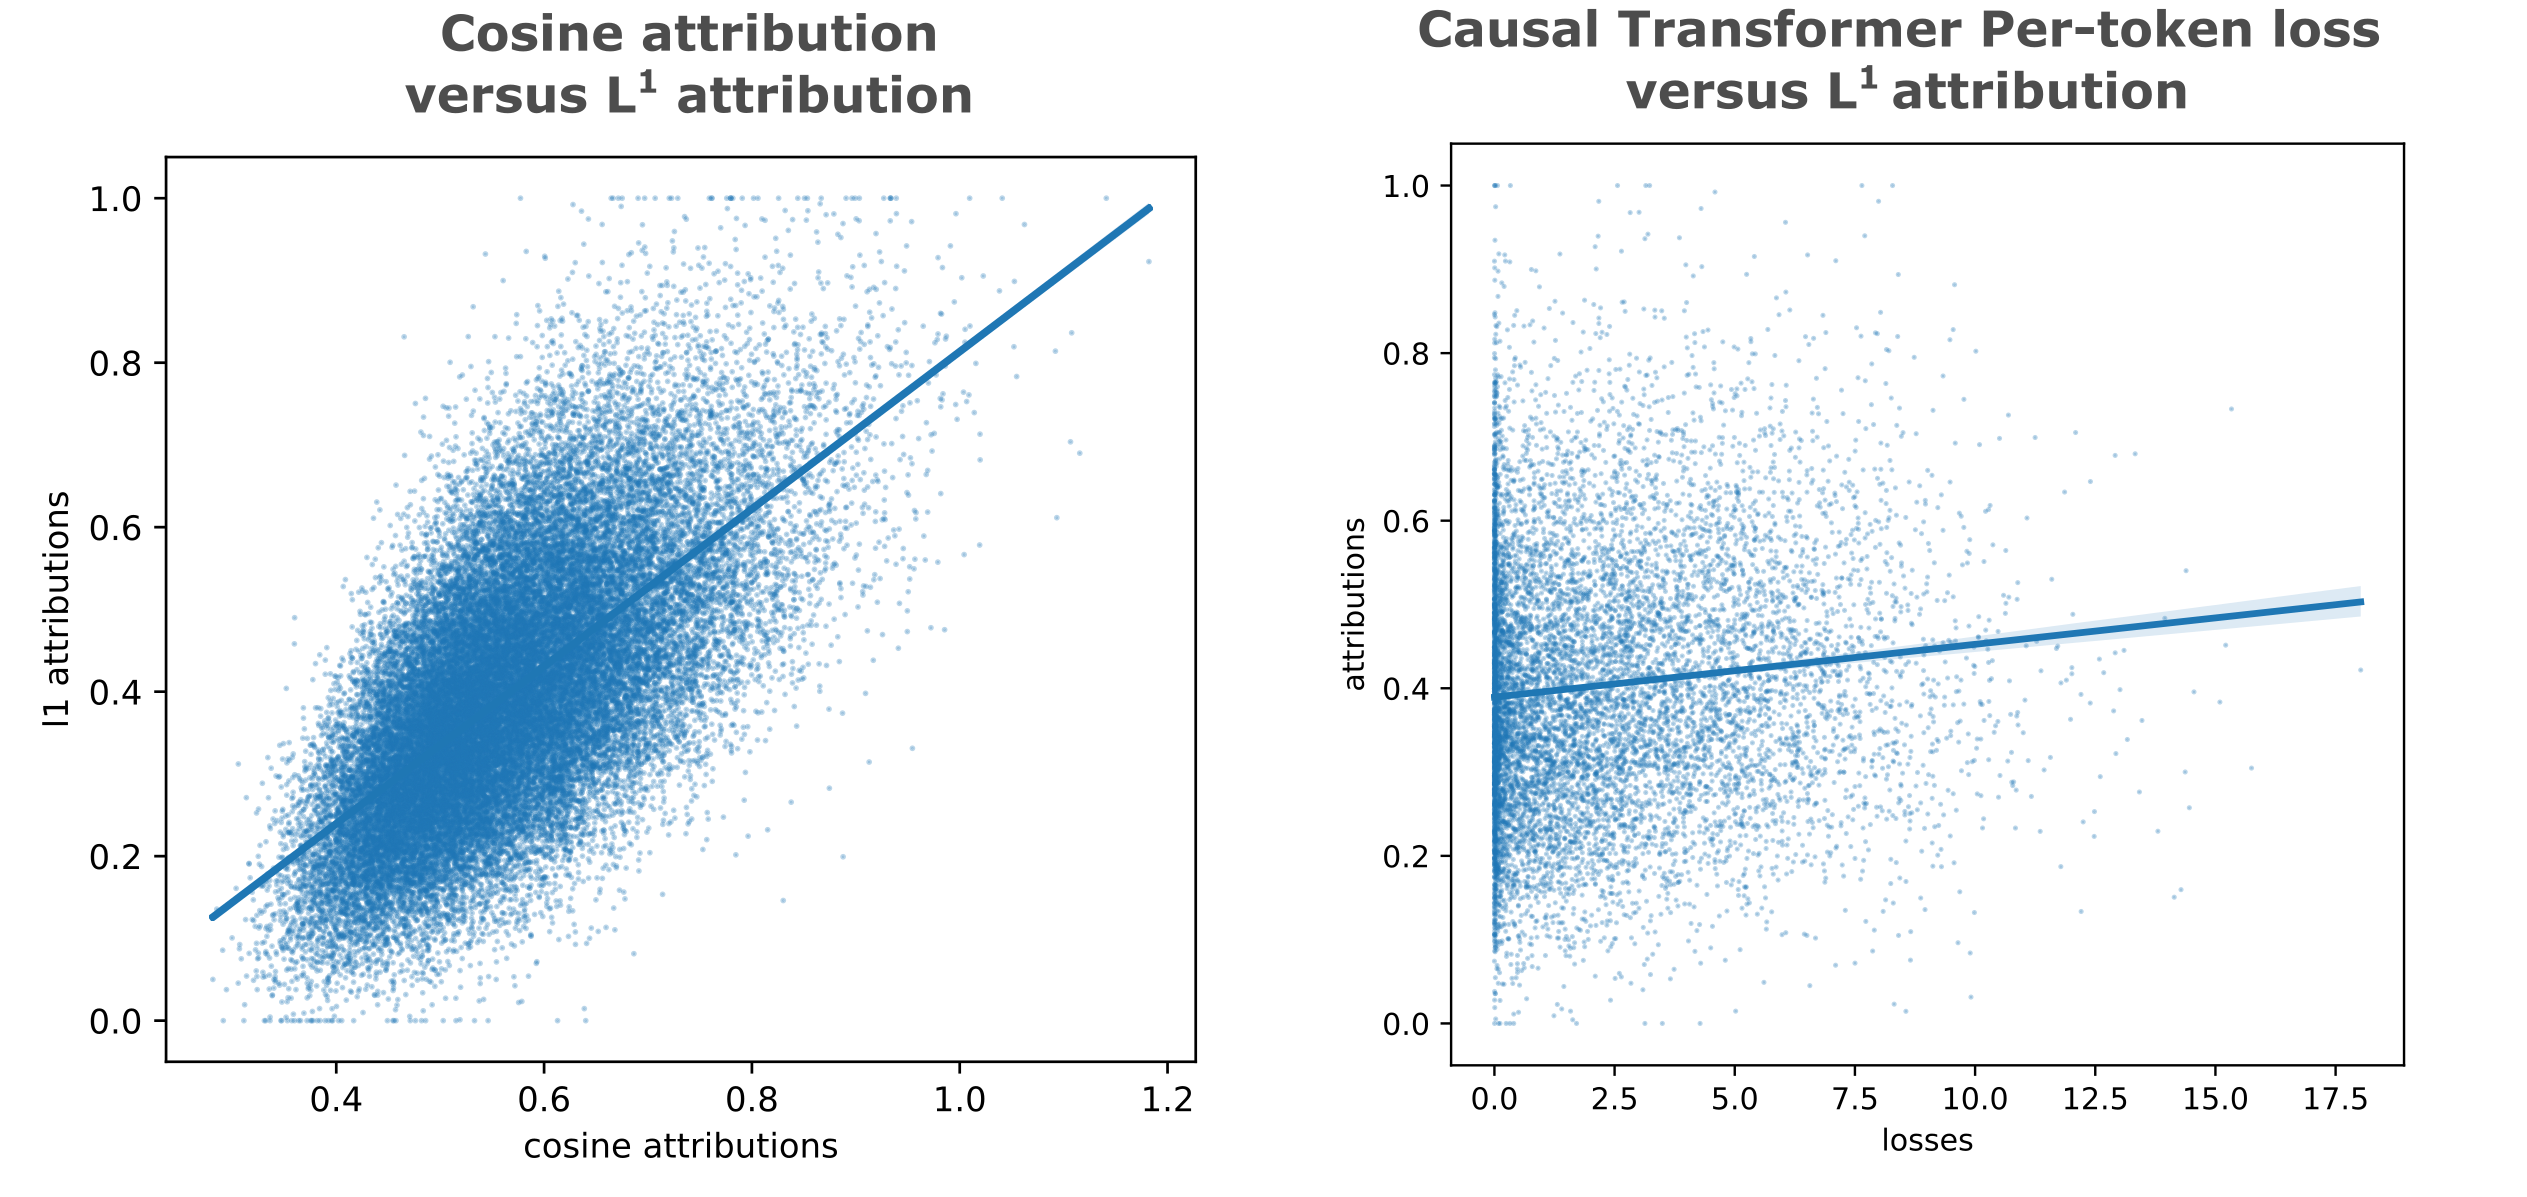 Cosine attribution
versus L¹ attribution
1.0
0.8
0.6
0.4
0.2
0.0
l1 attributions
0.4 0.6 0.8 1.0 1.2
cosine attributions
Causal Transformer Per-token loss
versus L¹ attribution
1.0
0.8
0.6
0.4
0.2
0.0
attributions
0.0 2.5 5.0 7.5 10.0 12.5 15.0 17.5
losses